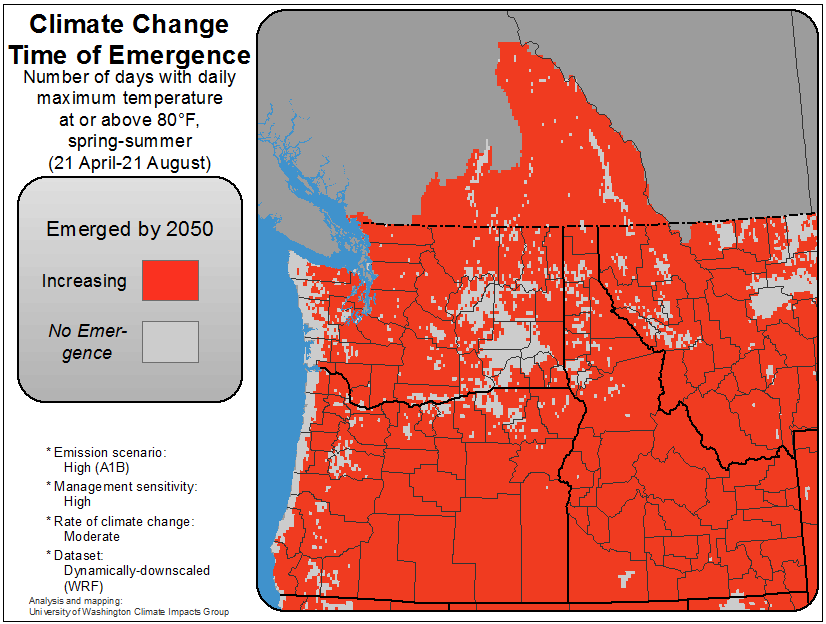 Climate Change
Time of Emergence
Number of days with daily
maximum temperature
at or above 80°F,
spring-summer
(21 April-21 August)
Emerged by 2050
Increasing
No Emer-
gence
* Emission scenario:
High (A1B)
* Management sensitivity:
High
* Rate of climate change:
Moderate
* Dataset:
Dynamically-downscaled
(WRF)
Analysis and mapping:
University of Washington Climate Impacts Group